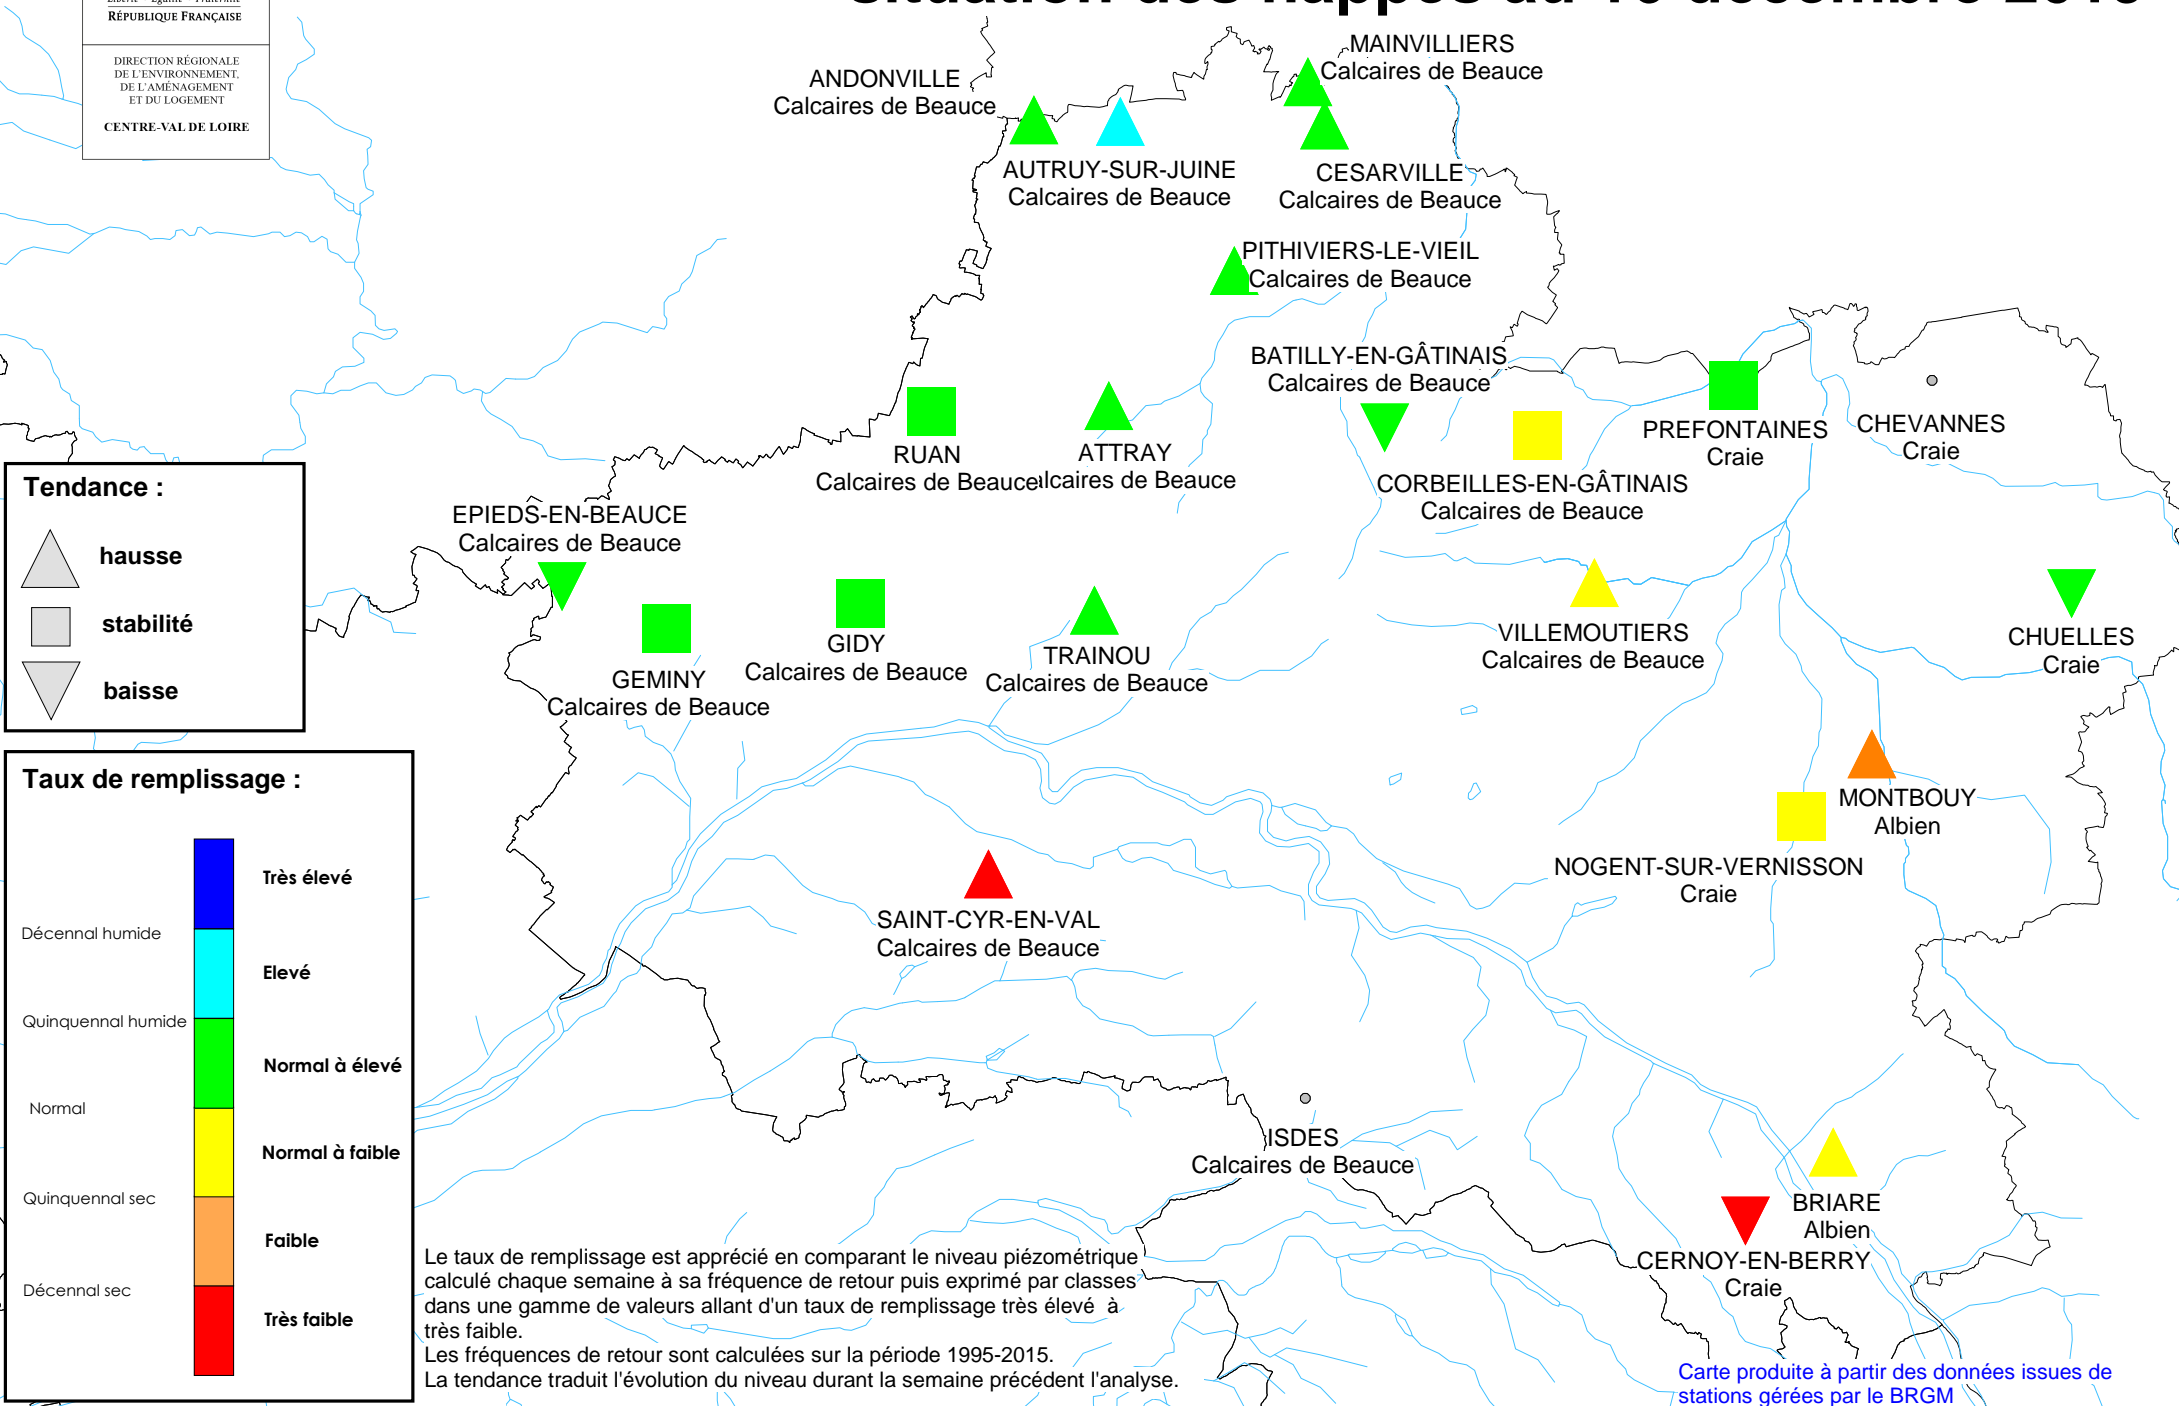 RÉPUBLIQUE FRANÇAISE
DIRECTION RÉGIONALE
DE L'ENVIRONNEMENT,
DE L'AMÉNAGEMENT
ET DU LOGEMENT
CENTRE-VAL DE LOIRE
MAINVILLIERS
Calcaires de Beauce
ANDONVILLE
Calcaires de Beauce
AUTRUY-SUR-JUINE
Calcaires de Beauce
CESARVILLE
Calcaires de Beauce
PITHIVIERS-LE-VIEIL
Calcaires de Beauce
BATILLY-EN-GÂTINAIS
Calcaires de Beauce
PREFONTAINES
Craie
CHEVANNES
Craie
RUAN
Calcaires de Beauce
ATTRAY
alcaires de Beauce
CORBEILLES-EN-GÂTINAIS
Calcaires de Beauce
EPIEDS-EN-BEAUCE
Calcaires de Beauce
GEMINY
Calcaires de Beauce
GIDY
Calcaires de Beauce
TRAINOU
Calcaires de Beauce
VILLEMOUTIERS
Calcaires de Beauce
CHUELLES
Craie
MONTBOUY
Albien
NOGENT-SUR-VERNISSON
Craie
SAINT-CYR-EN-VAL
Calcaires de Beauce
ISDES
Calcaires de Beauce
BRIARE
Albien
CERNOY-EN-BERRY
Craie
Tendance :
hausse
stabilité
baisse
Taux de remplissage :
Très élevé
Décennal humide
Elevé
Quinquennal humide
Normal à élevé
Normal
Normal à faible
Quinquennal sec
Faible
Décennal sec
Très faible
Le taux de remplissage est apprécié en comparant le niveau piézométrique
calculé chaque semaine à sa fréquence de retour puis exprimé par classes
dans une gamme de valeurs allant d'un taux de remplissage très élevé à
très faible.
Les fréquences de retour sont calculées sur la période 1995-2015.
La tendance traduit l'évolution du niveau durant la semaine précédent l'analyse.
Carte produite à partir des données issues de
stations gérées par le BRGM